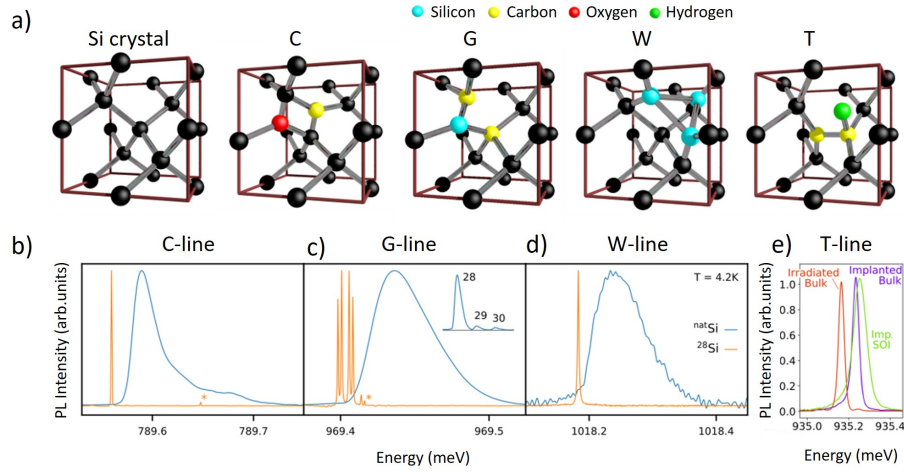 a)
Silicon Carbon Oxygen Hydrogen
Si crystal C G W T
b) C-line c) G-line d) W-line e) T-line
PL Intensity (arb.units)
789.6 789.7
*
28
29 30
*
969.4 969.5
T = 4.2K
natSi
28Si
1018.2 1018.4
Energy (meV)
PL Intensity (arb.units)
Irradiated Bulk
Implanted Bulk
Imp. SOI
1.0
0.8
0.6
0.4
0.2
0.0
935.0 935.2 935.4
Energy (meV)